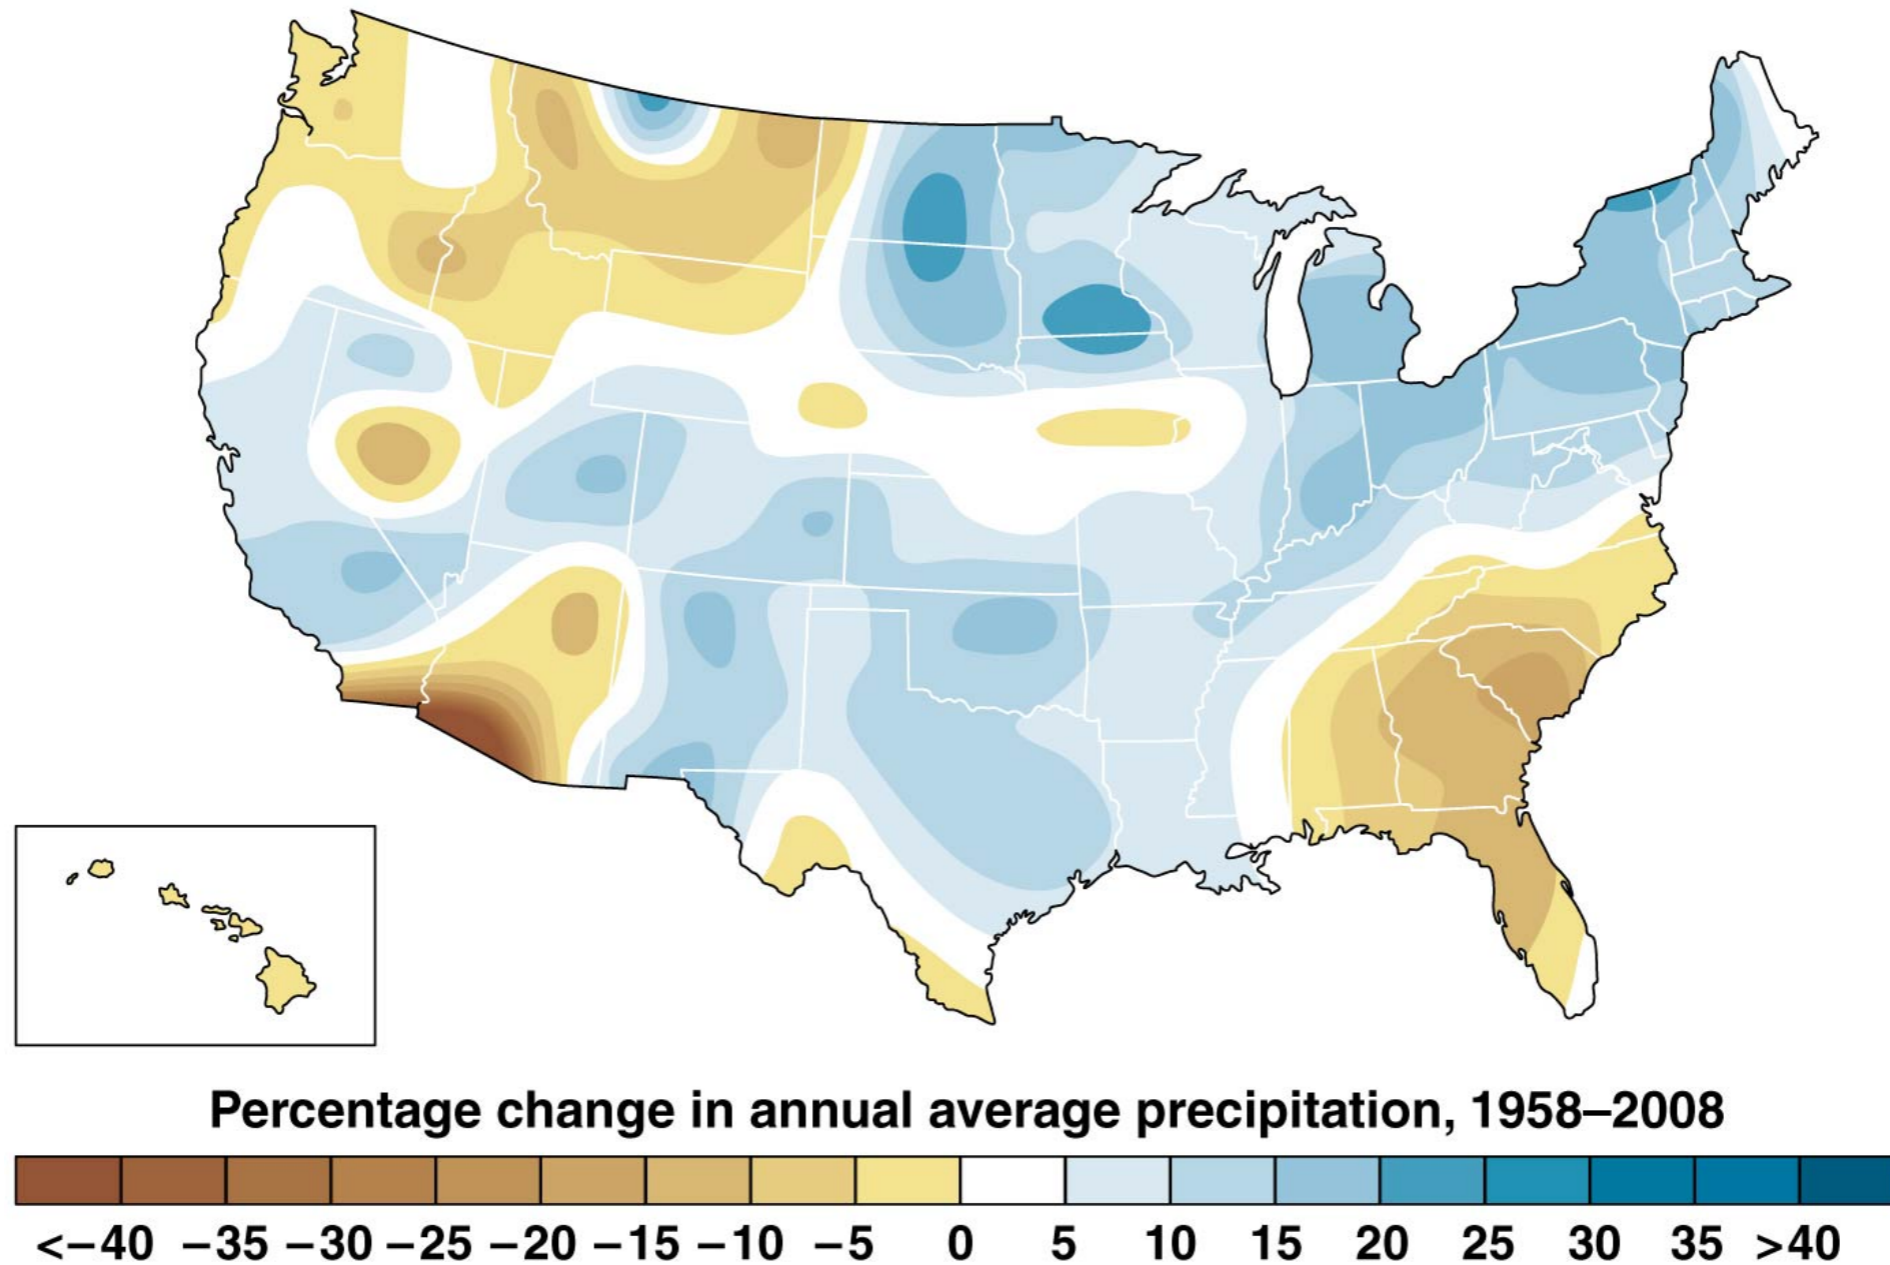 Percentage change in annual average precipitation, 1958–2008
<–40 –35 –30 –25 –20 –15 –10 –5 0 5 10 15 20 25 30 35 >40